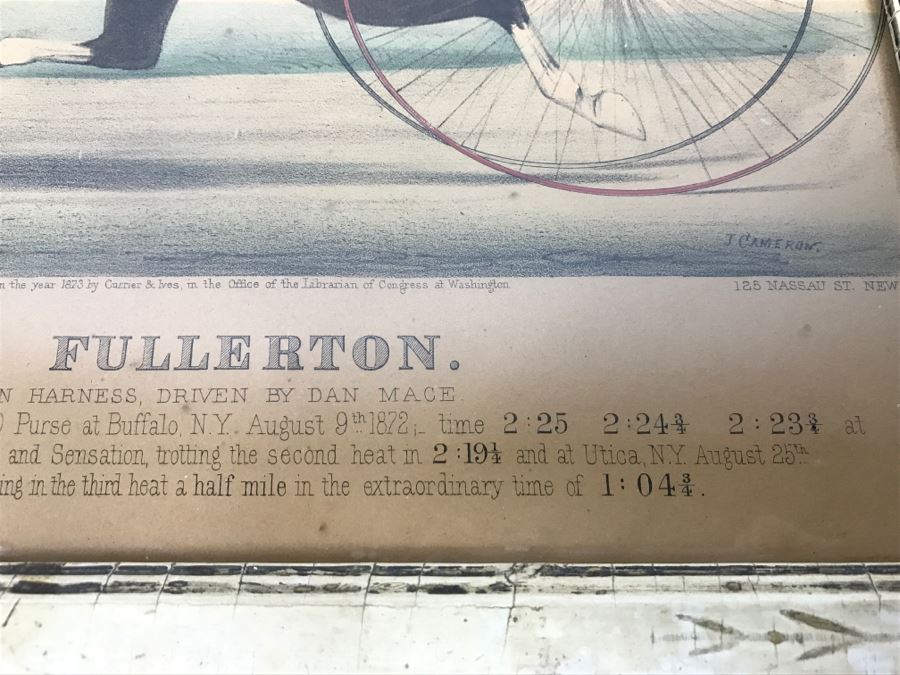 J CAMERON.
n the year 1873 by Currier & Ives, in the Office of the Librarian of Congress at Washington.
125 NASSAU ST. NEW
FULLERTON.
N HARNESS, DRIVEN BY DAN MACE.
Purse at Buffalo, N.Y. August 9th 1872;_ time 2:25 2:24¾ 2:23¾ at
and Sensation, trotting the second heat in 2:19¼ and at Utica, N.Y. August 25th
ing in the third heat a half mile in the extraordinary time of 1:04¾.